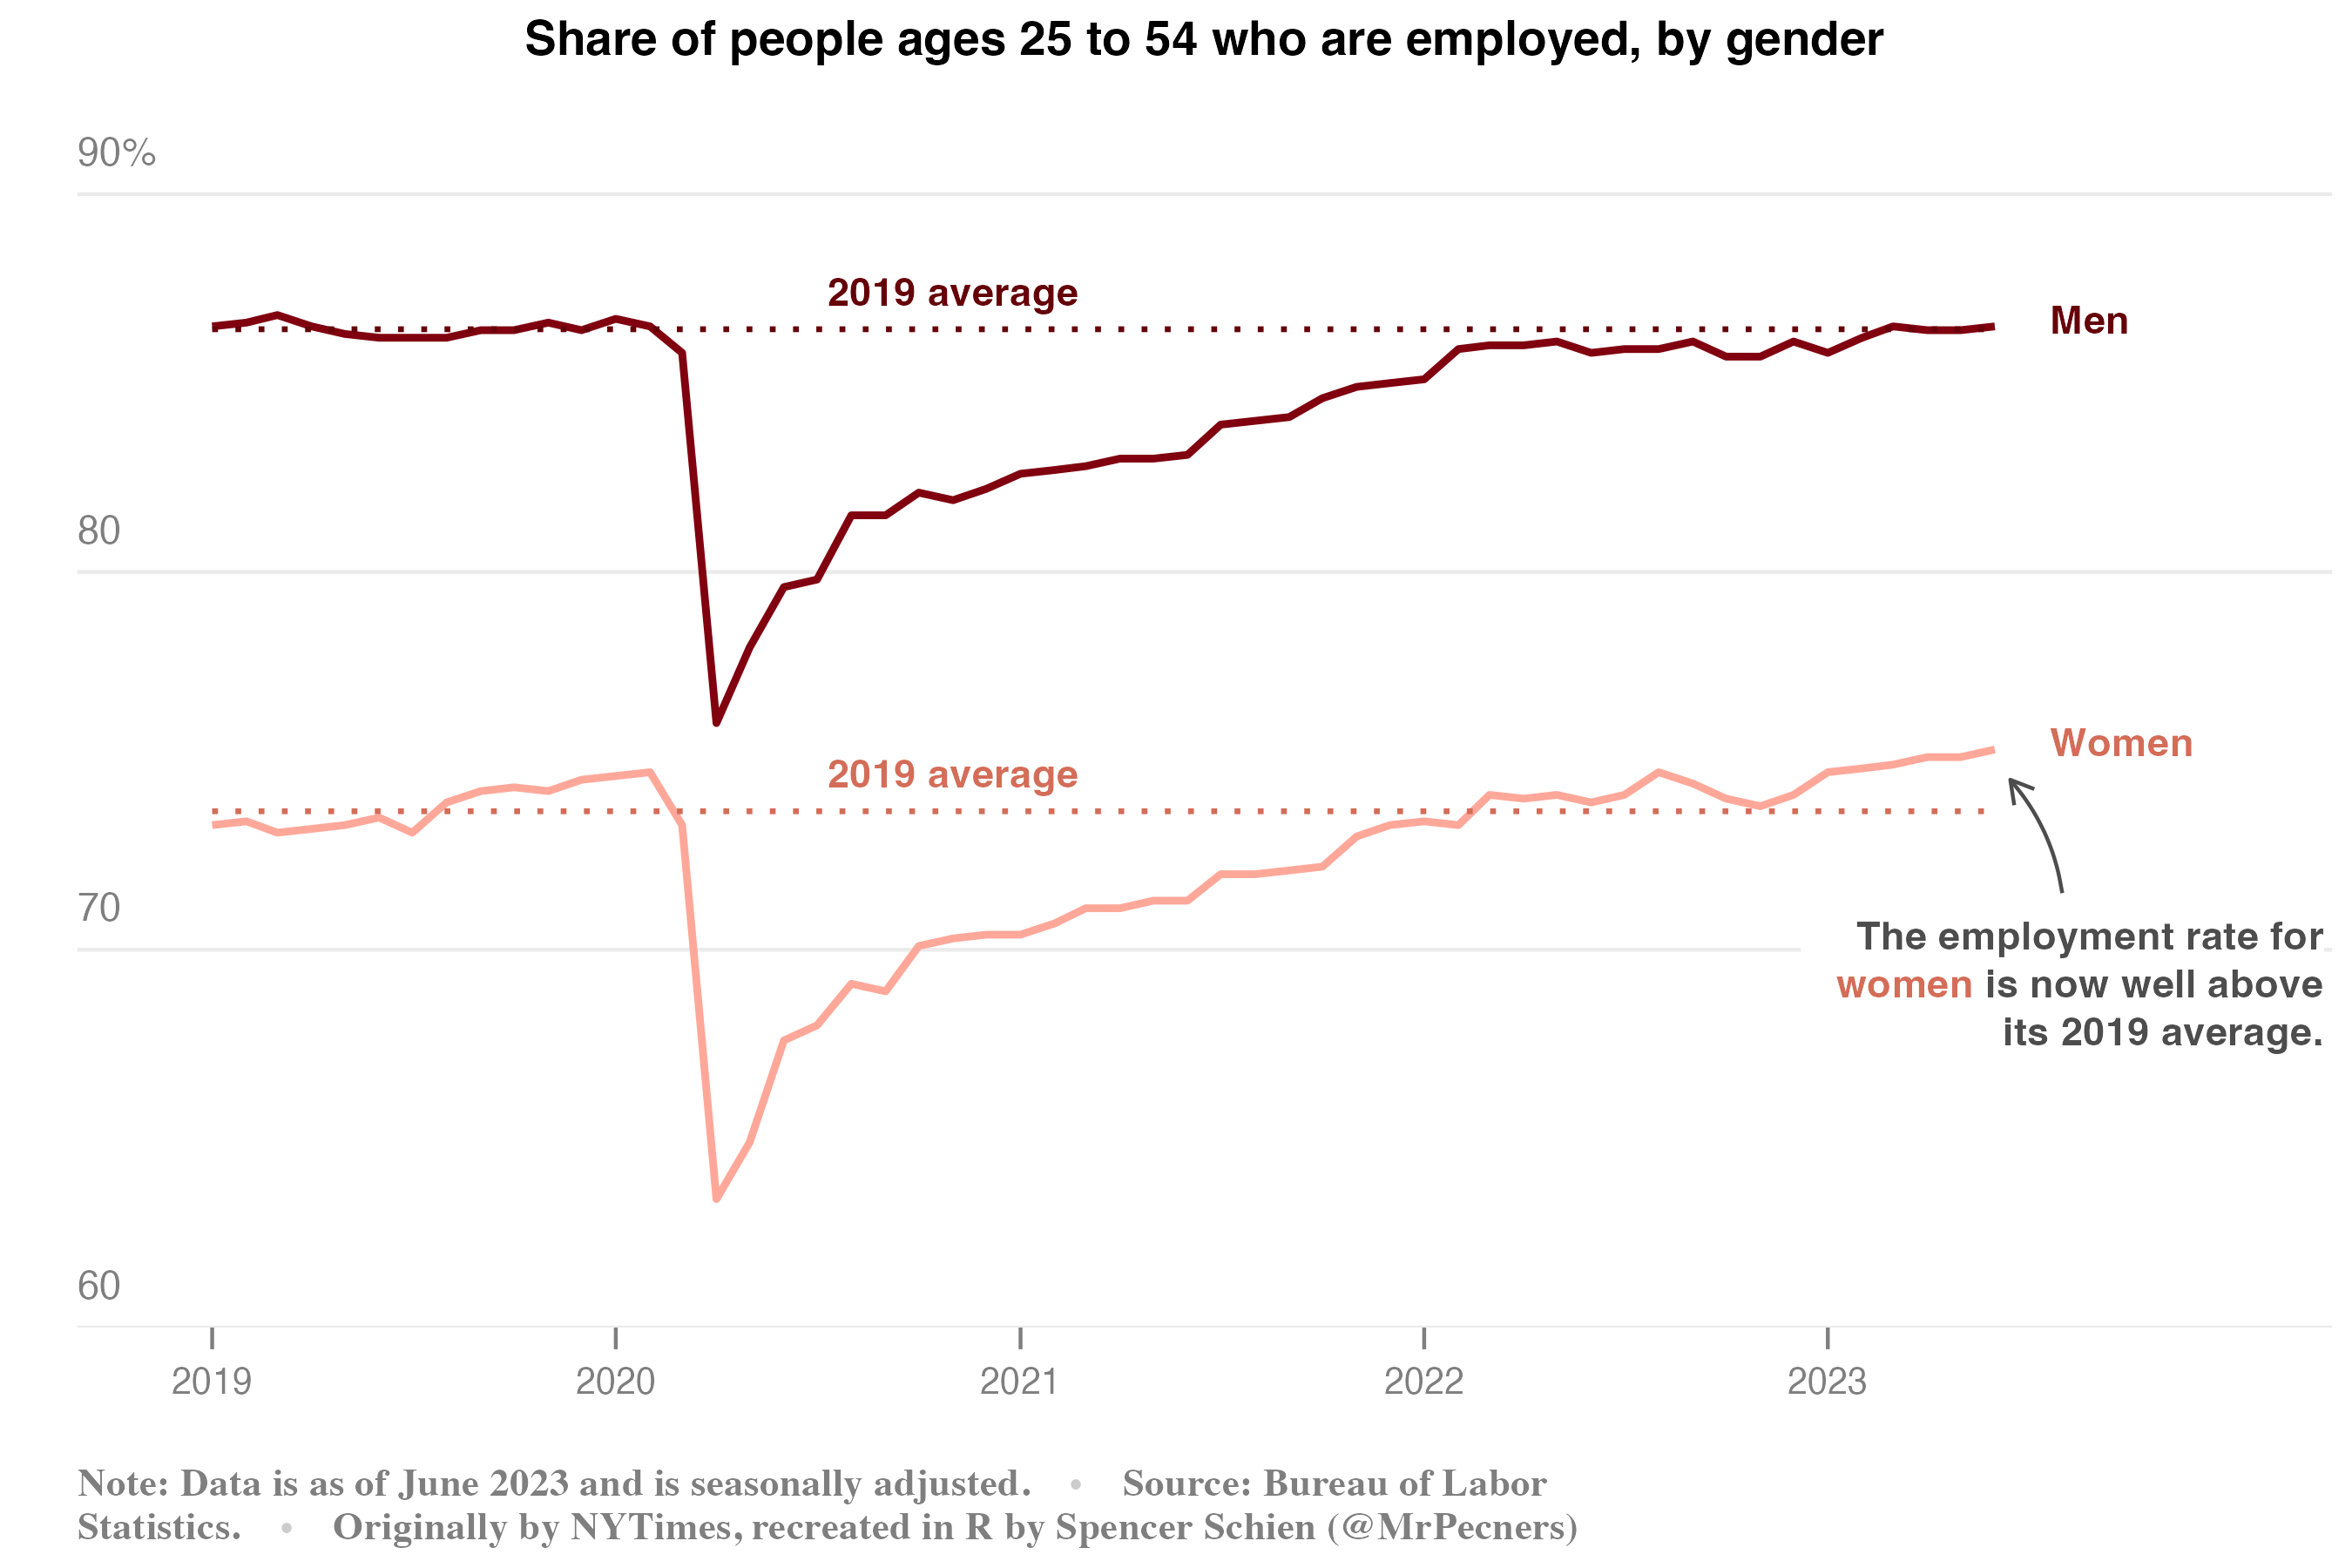 Share of people ages 25 to 54 who are employed, by gender
90%
2019 average
Men
80
Women
2019 average
70
The employment rate for
women is now well above
its 2019 average.
60
2019
2020
2021
2022
2023
Note: Data is as of June 2023 and is seasonally adjusted. • Source: Bureau of Labor
Statistics. • Originally by NYTimes, recreated in R by Spencer Schien (@MrPecners)